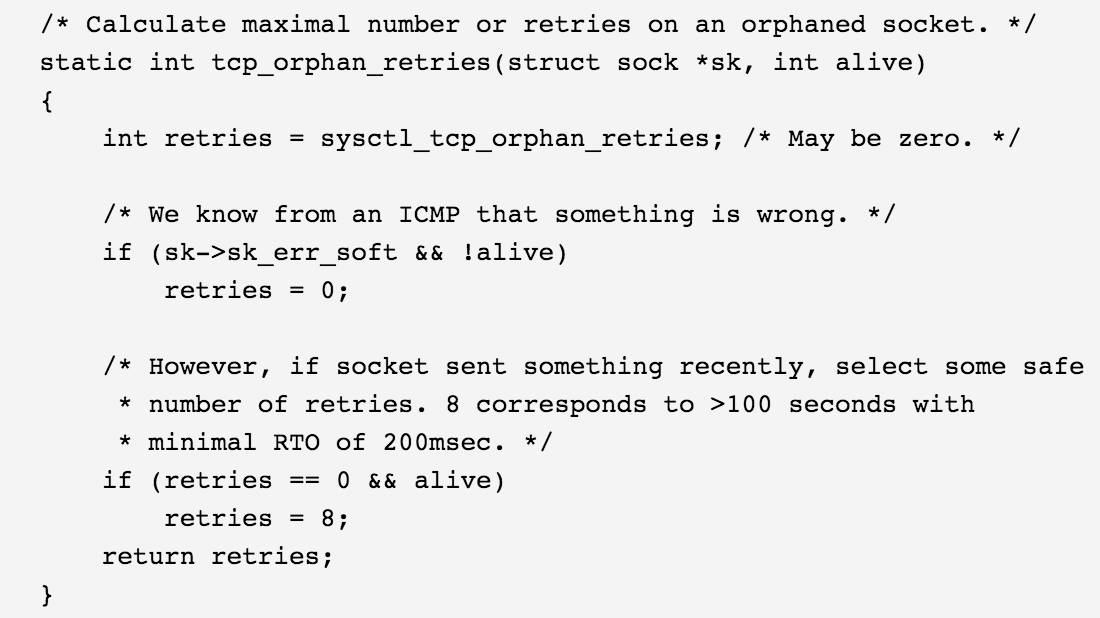 /* Calculate maximal number or retries on an orphaned socket. */
static int tcp_orphan_retries(struct sock *sk, int alive)
{
    int retries = sysctl_tcp_orphan_retries; /* May be zero. */

    /* We know from an ICMP that something is wrong. */
    if (sk->sk_err_soft && !alive)
        retries = 0;

    /* However, if socket sent something recently, select some safe
     * number of retries. 8 corresponds to >100 seconds with
     * minimal RTO of 200msec. */
    if (retries == 0 && alive)
        retries = 8;
    return retries;
}